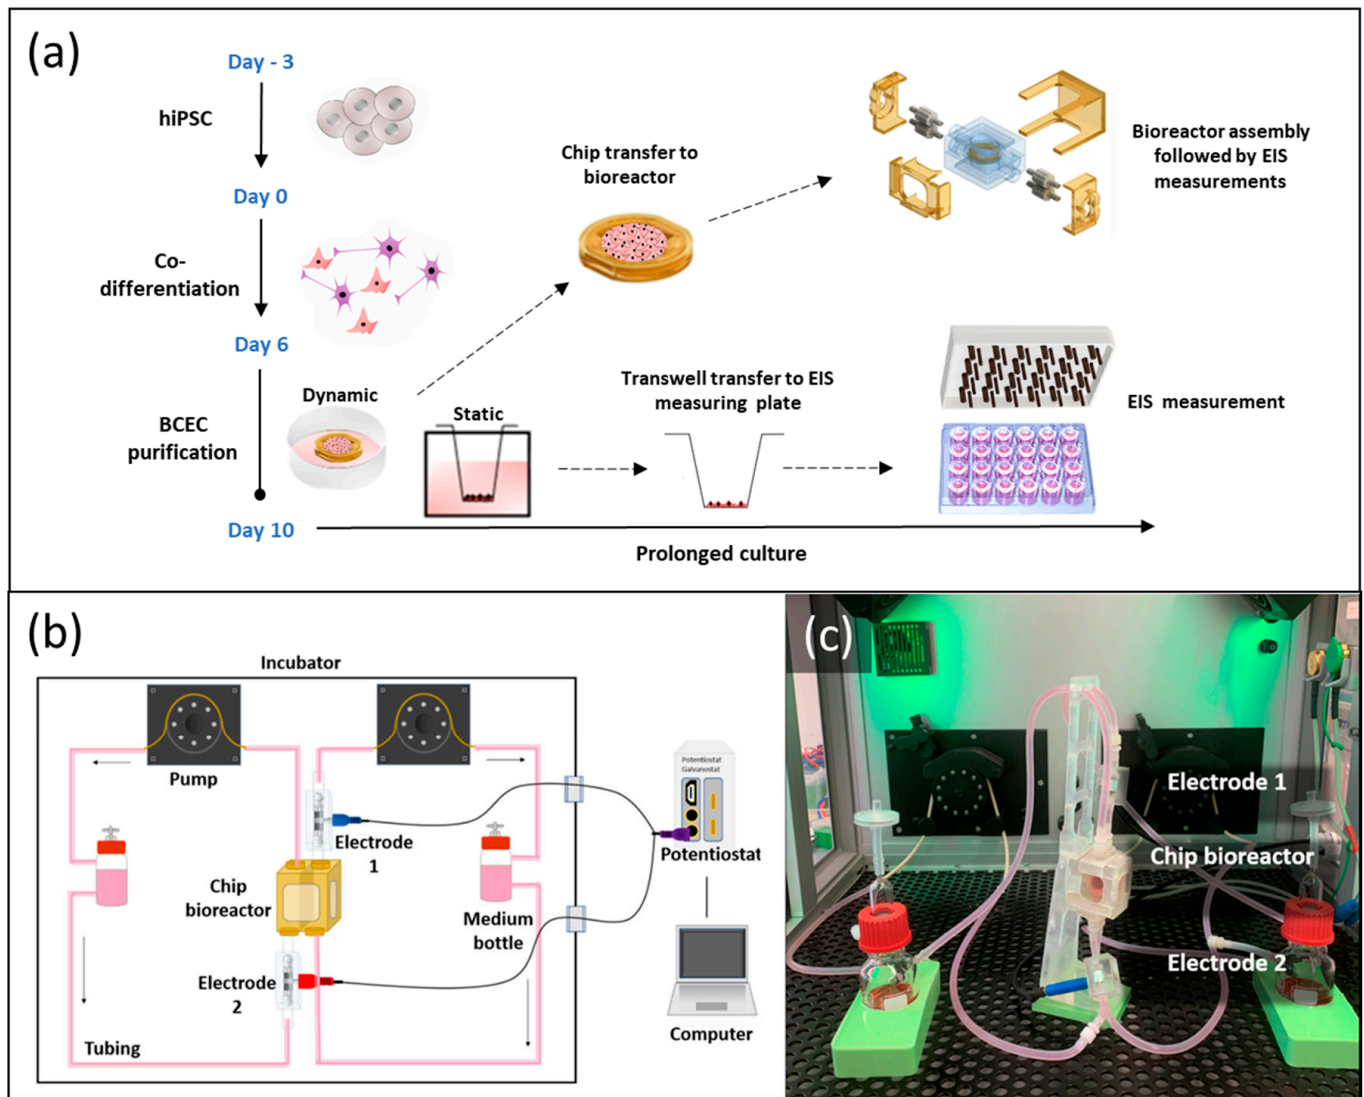 (a)
Day - 3
hiPSC
Day 0
Co-
differentiation
Day 6
BCEC
purification
Day 10
Dynamic
Static
Chip transfer to
bioreactor
Bioreactor assembly
followed by EIS
measurements
Transwell transfer to EIS
measuring plate
EIS measurement
Prolonged culture
(b)
Incubator
Pump
Electrode
1
Chip
bioreactor
Electrode
2
Tubing
Medium
bottle
Potentiostat
Galvanostat
Potentiostat
Computer
(c)
Electrode 1
Chip bioreactor
Electrode 2